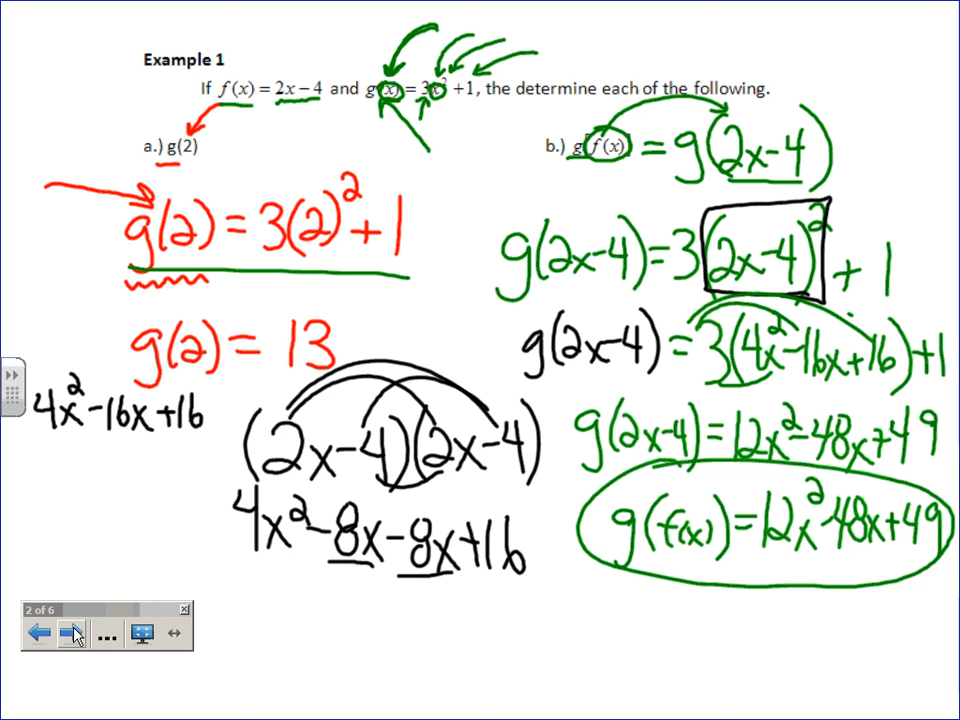 Example 1
If f(x) = 2x − 4 and g(x) = 3x² +1, the determine each of the following.
a.) g(2)
b.) g[f(x)] = g(2x-4)
g(2) = 3(2)² + 1
g(2x-4) = 3(2x-4)² + 1
g(2) = 13
g(2x-4) = 3(4x²-16x+16)+1
4x²-16x+16
(2x-4)(2x-4)
g(2x-4) = 12x²-48x+49
4x²-8x-8x+16
g(f(x)) = 12x²-48x+49
2 of 6